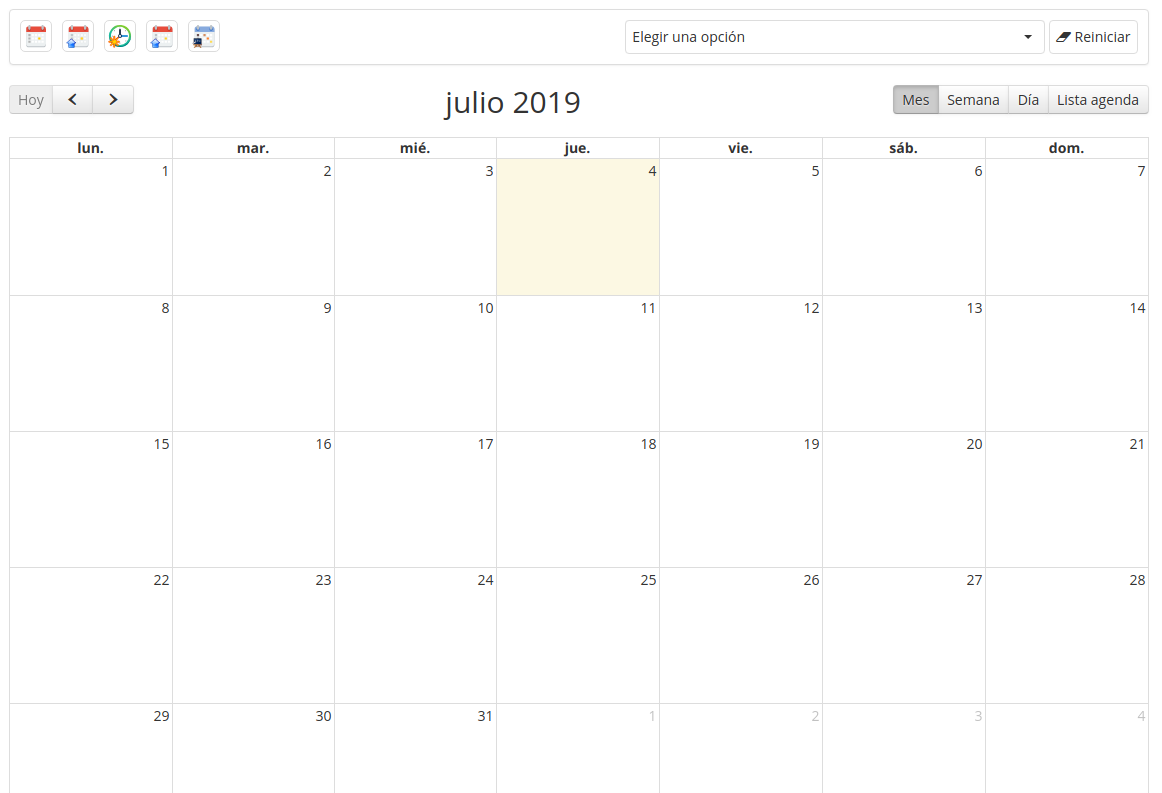 Elegir una opción Reiniciar
Hoy julio 2019 Mes Semana Día Lista agenda
lun. mar. mié. jue. vie. sáb. dom.
1 2 3 4 5 6 7
8 9 10 11 12 13 14
15 16 17 18 19 20 21
22 23 24 25 26 27 28
29 30 31 1 2 3 4